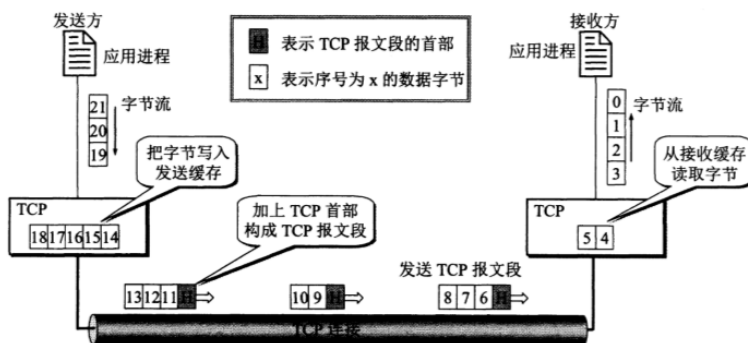 发送方
应用进程
H 表示 TCP 报文段的首部
x 表示序号为 x 的数据字节
接收方
应用进程
21
20
19
字节流
把字节写入
发送缓存
0
1
2
3
字节流
从接收缓存
读取字节
TCP
18 17 16 15 14
加上 TCP 首部
构成 TCP 报文段
TCP
5 4
发送 TCP 报文段
13 12 11 H
10 9 H
8 7 6 H
TCP 连接